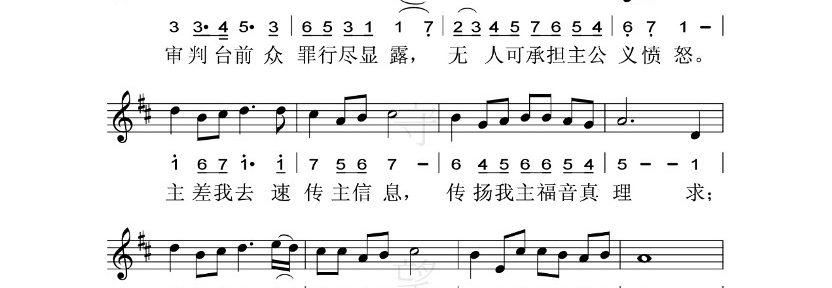 3 3· 4 5· 3 6 5 3 1 1 7 2 3 4 5 7 6 5 4 6 7 1 –
审判台前众罪行尽显露，无人可承担主公义愤怒。
1 6 7 1· 1 7 5 6 7 – 6 4 5 6 6 5 4 5 – – 1
主差我去速传主信息，传扬我主福音真理求；